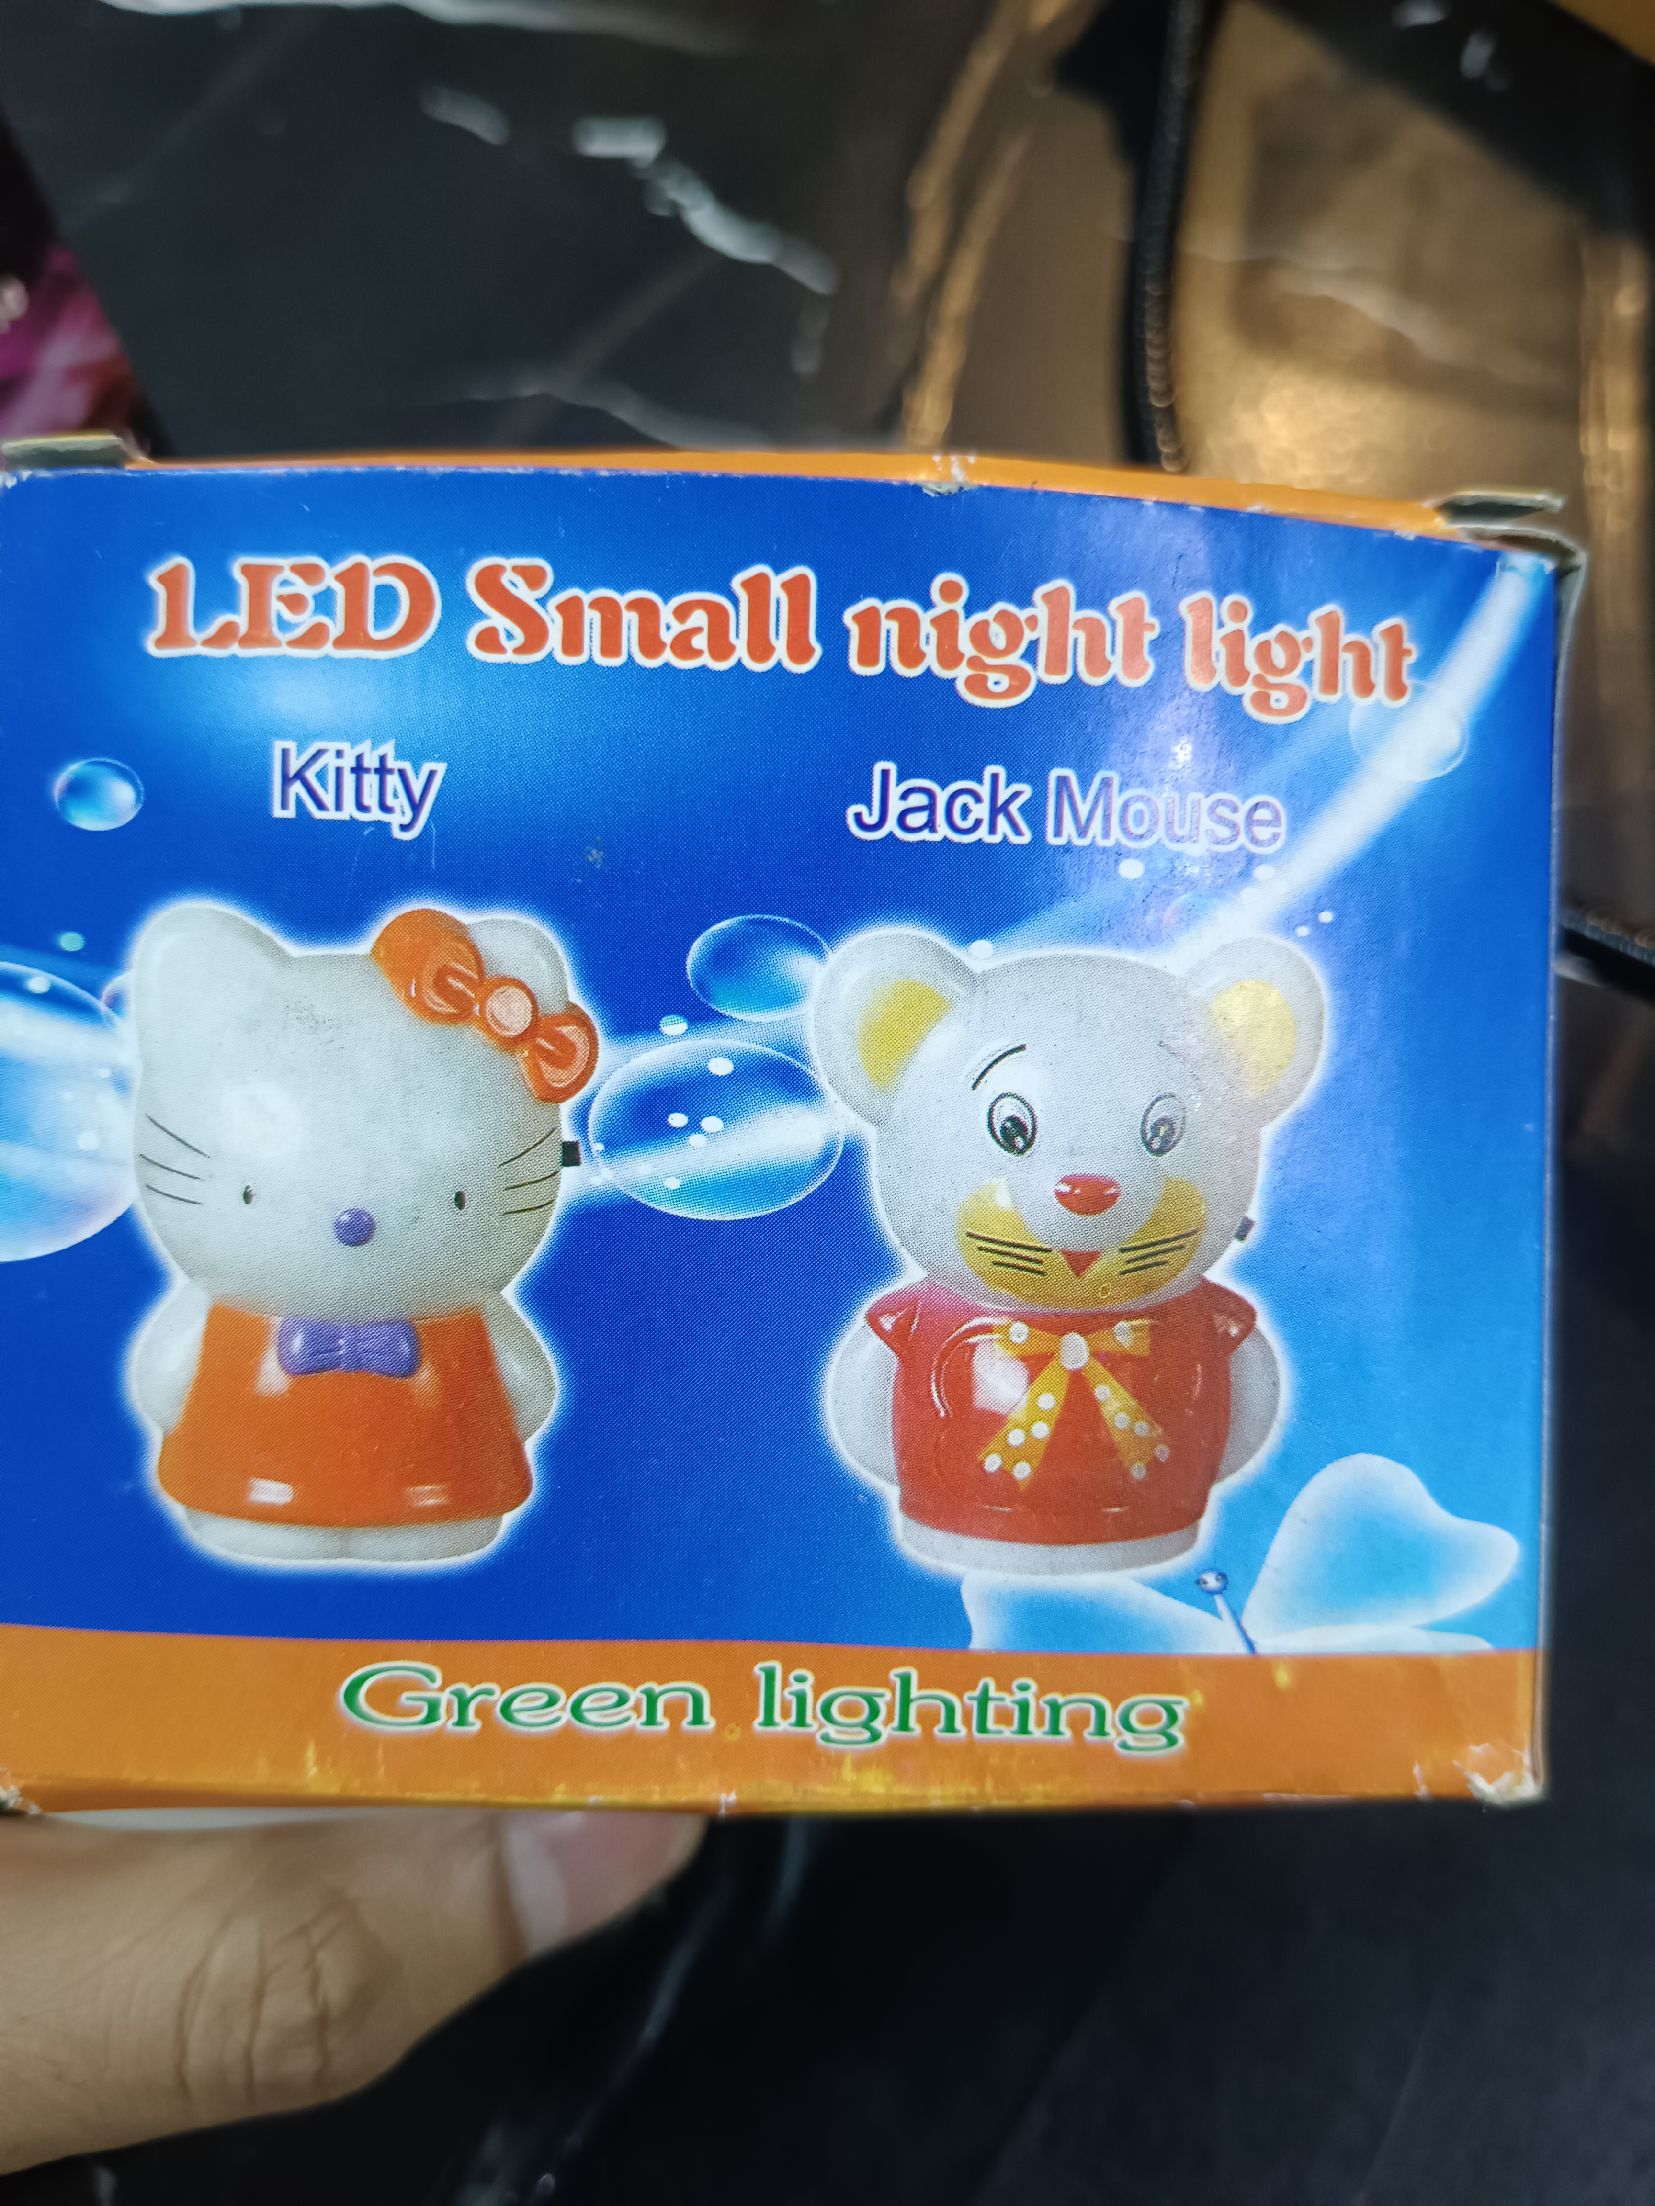 LED Small night light
Kitty
Jack Mouse
Green lighting